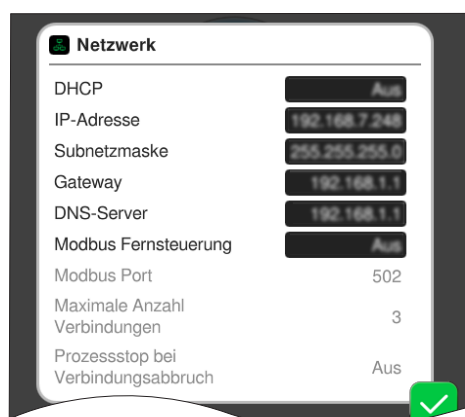 Netzwerk
DHCP Aus
IP-Adresse 192.168.7.248
Subnetzmaske 255.255.255.0
Gateway 192.168.1.1
DNS-Server 192.168.1.1
Modbus Fernsteuerung Aus
Modbus Port 502
Maximale Anzahl
Verbindungen 3
Prozessstop bei
Verbindungsabbruch Aus